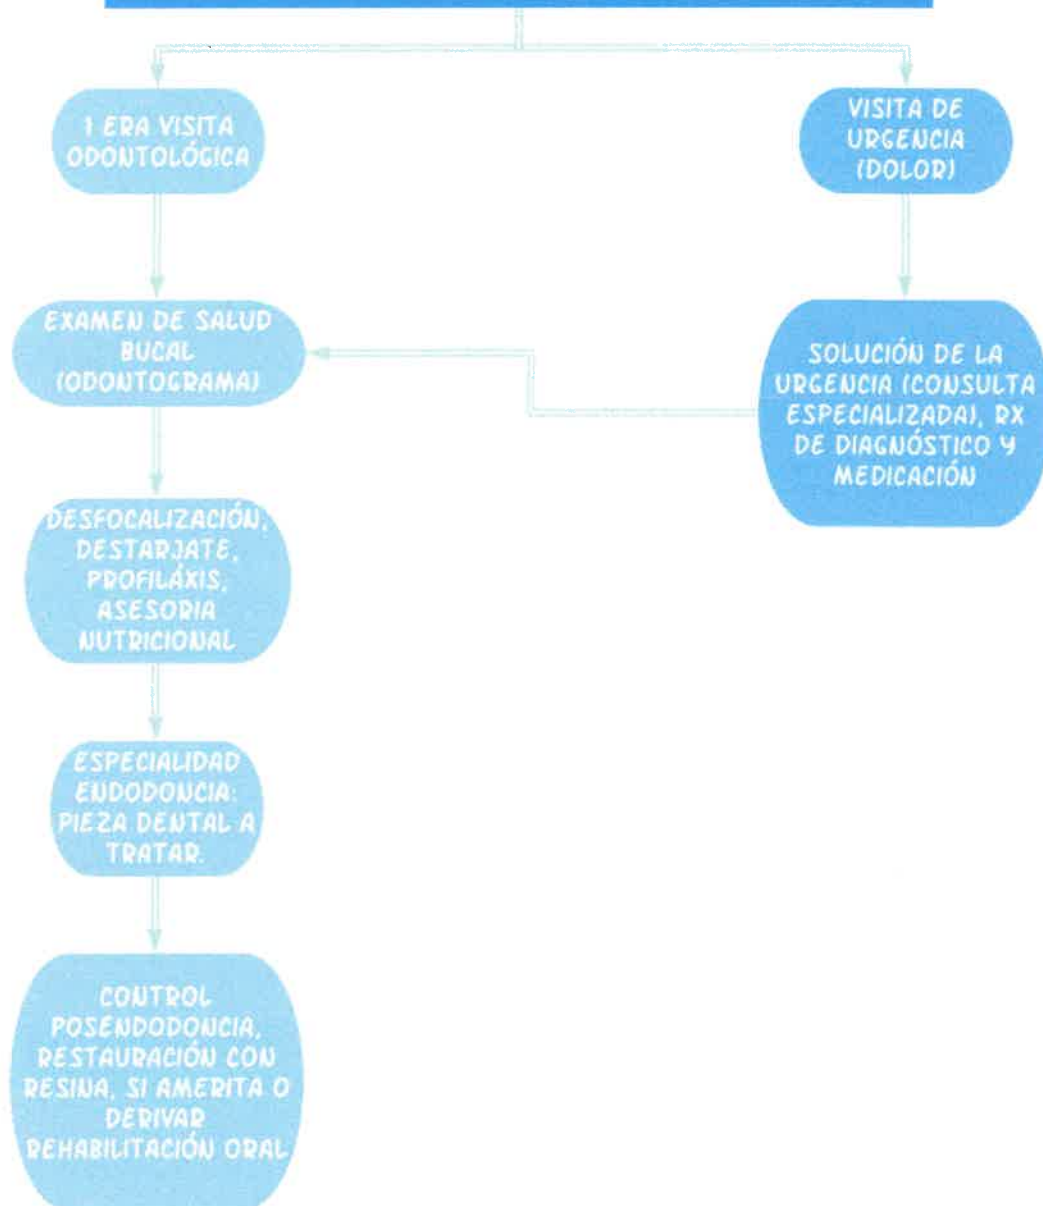 1 ERA VISITA
ODONTOLÓGICA
VISITA DE
URGENCIA
(DOLOR)
EXAMEN DE SALUD
BUCAL
(ODONTOGRAMA)
SOLUCIÓN DE LA
URGENCIA (CONSULTA
ESPECIALIZADA), RX
DE DIAGNÓSTICO Y
MEDICACIÓN
DESFOCALIZACIÓN,
DESTARJATE,
PROFILÁXIS,
ASESORIA
NUTRICIONAL
ESPECIALIDAD
ENDODONCIA:
PIEZA DENTAL A
TRATAR.
CONTROL
POSENDODONCIA,
RESTAURACIÓN CON
RESINA, SI AMERITA O
DERIVAR
REHABILITACIÓN ORAL